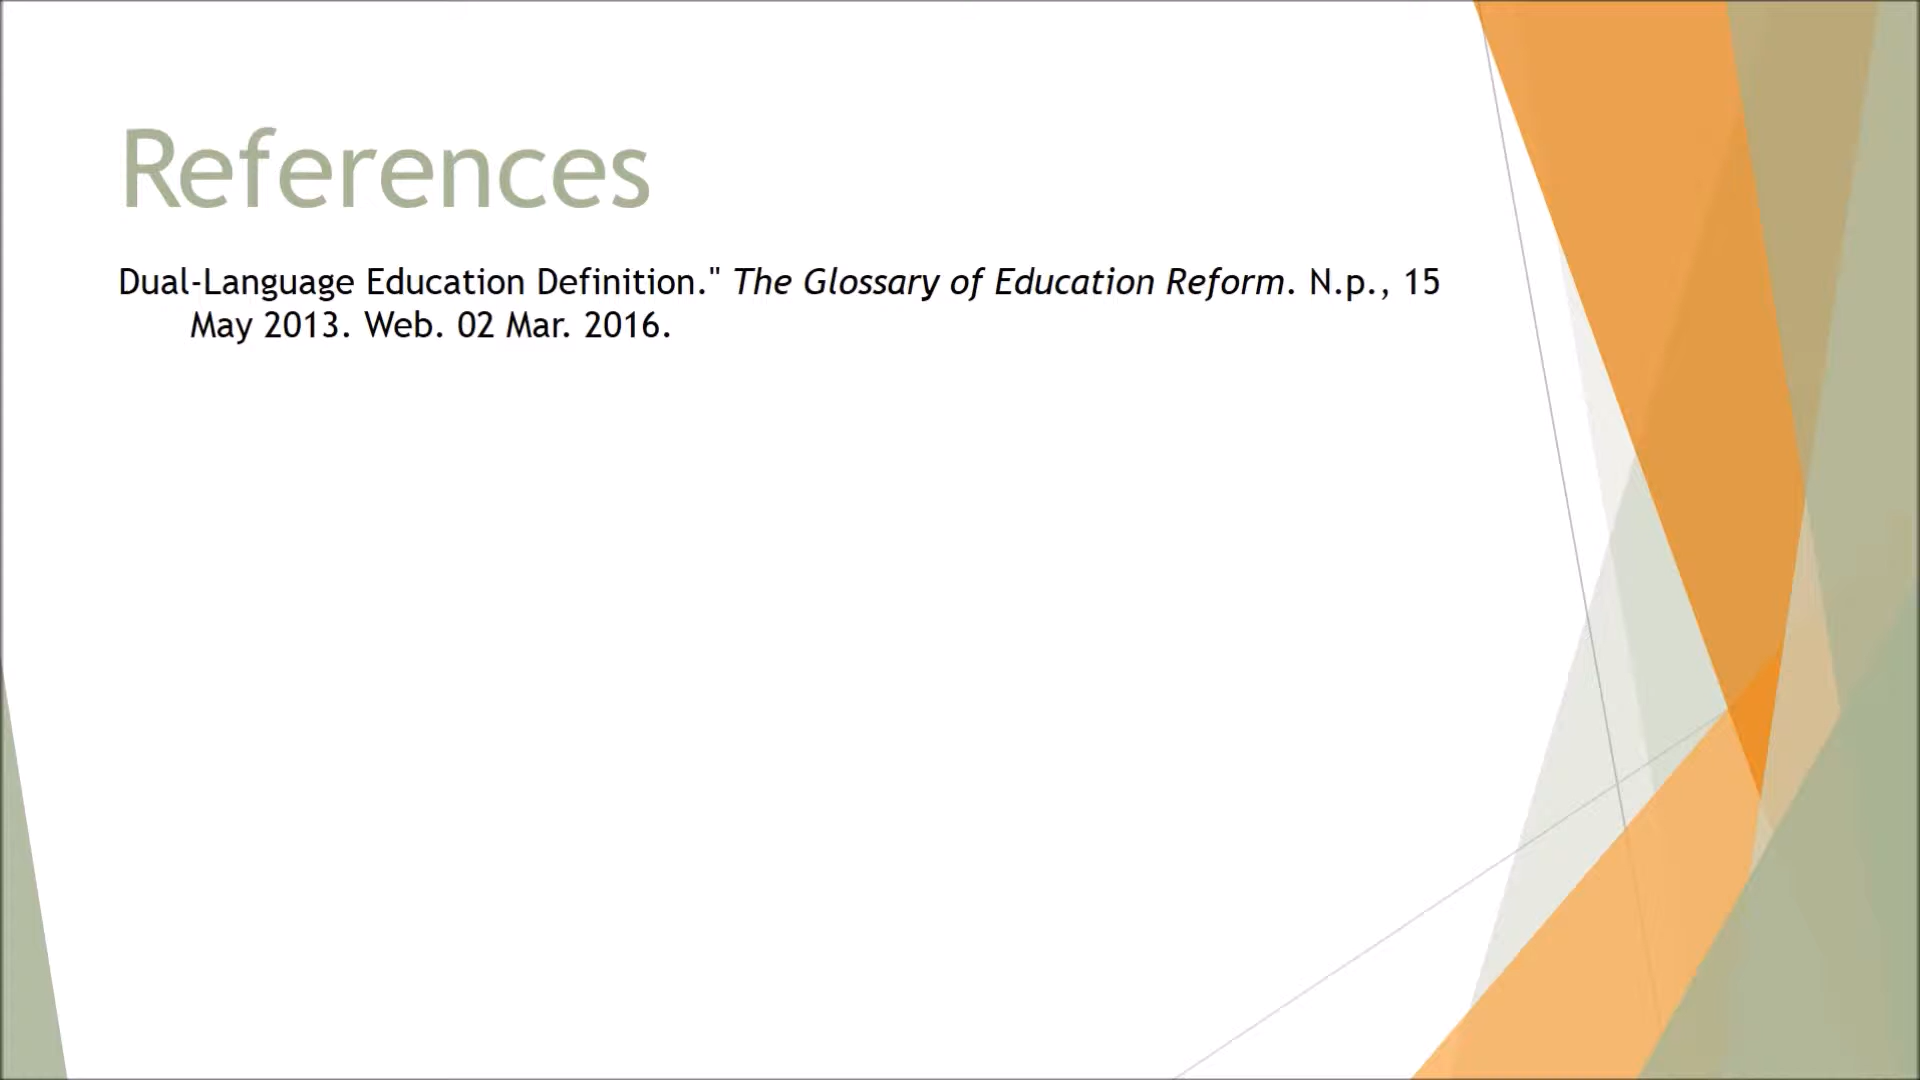 References
Dual-Language Education Definition." The Glossary of Education Reform. N.p., 15
May 2013. Web. 02 Mar. 2016.